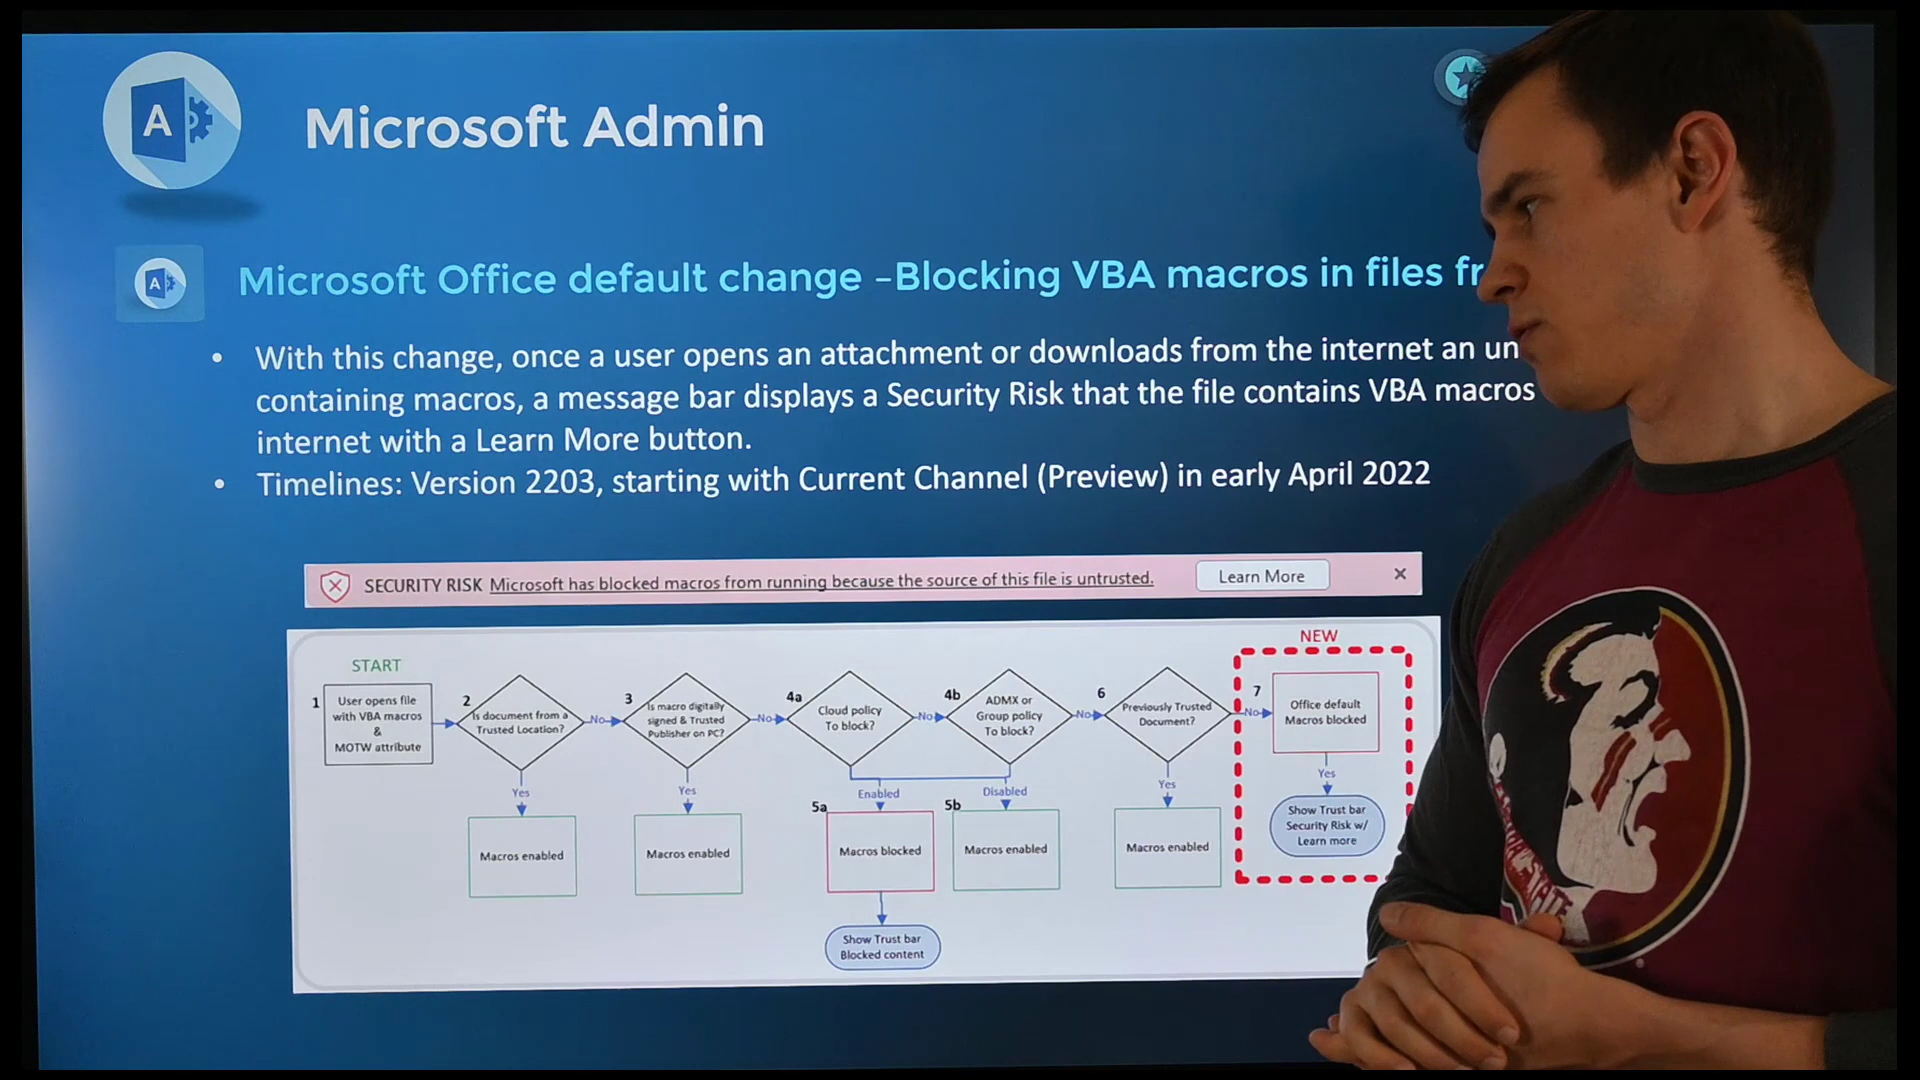 A
Microsoft Admin
A
Microsoft Office default change –Blocking VBA macros in files
• With this change, once a user opens an attachment or downloads from the internet an
containing macros, a message bar displays a Security Risk that the file contains VBA macros
internet with a Learn More button.
• Timelines: Version 2203, starting with Current Channel (Preview) in early April 2022
SECURITY RISK Microsoft has blocked macros from running because the source of this file is untrusted. Learn More ×
START
1
User opens file
with VBA macros
&
MOTW attribute
2
Is document from a
Trusted Location?
No
Yes
Macros enabled
3
Is macro digitally
signed & Trusted
Publisher on PC?
No
Yes
Macros enabled
4a
Cloud policy
To block?
No
4b
ADMX or
Group policy
To block?
No
Enabled
Disabled
5a
Macros blocked
Show Trust bar
Blocked content
5b
Macros enabled
6
Previously Trusted
Document?
No
Yes
Macros enabled
NEW
7
Office default
Macros blocked
Yes
Show Trust bar
Security Risk w/
Learn more